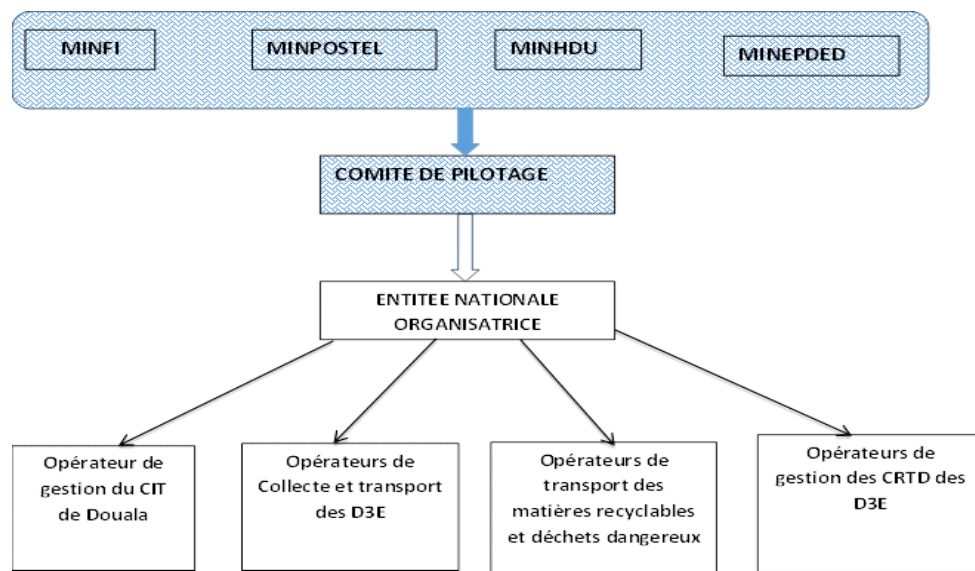 MINFI
MINPOSTEL
MINHDU
MINEPDED
COMITE DE PILOTAGE
ENTITEE NATIONALE
ORGANISATRICE
Opérateur de
gestion du CIT
de Douala
Opérateurs de
Collecte et transport
des D3E
Opérateurs de
transport des
matières recyclables
et déchets dangereux
Opérateurs de
gestion des CRTD des
D3E